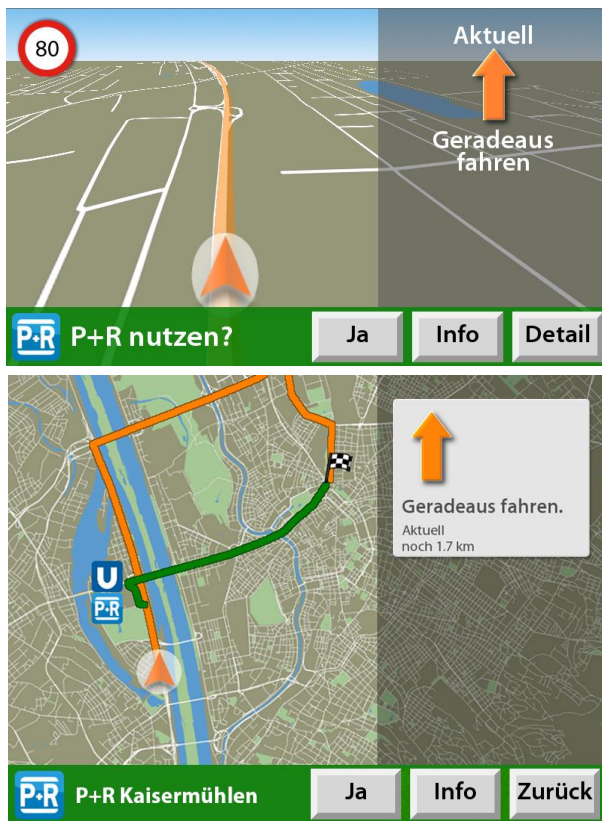 80
Aktuell
Geradeaus
fahren
P+R
P+R nutzen?
Ja
Info
Detail
Geradeaus fahren.
Aktuell
noch 1.7 km
U
P+R
P+R
P+R Kaisermühlen
Ja
Info
Zurück